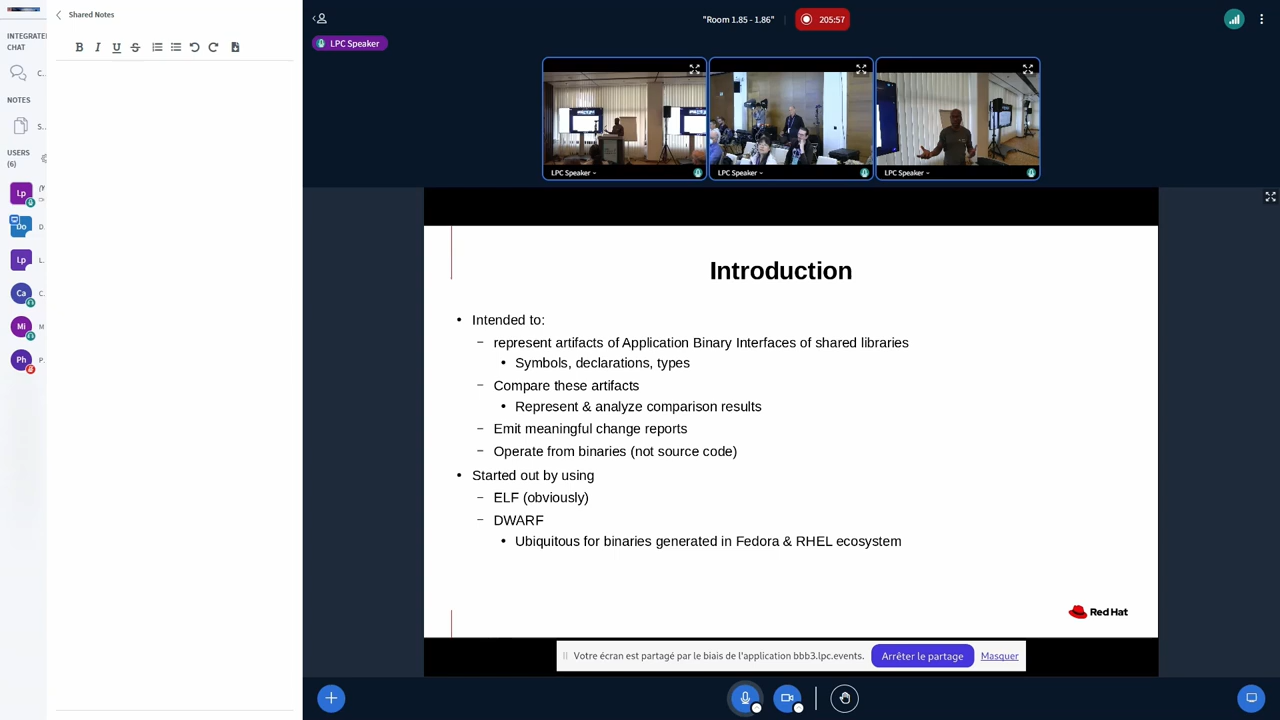 Shared Notes
INTEGRATE
CHAT
C..
NOTES
S..
USERS
(6)
Lp
Do
D.
Lp
L..
Ca
C.
Mi
M
Ph
P.
"Room 1.85 - 1.86"
205:57
LPC Speaker
LPC Speaker
LPC Speaker
LPC Speaker
Introduction
• Intended to:
– represent artifacts of Application Binary Interfaces of shared libraries
• Symbols, declarations, types
– Compare these artifacts
• Represent & analyze comparison results
– Emit meaningful change reports
– Operate from binaries (not source code)
• Started out by using
– ELF (obviously)
– DWARF
• Ubiquitous for binaries generated in Fedora & RHEL ecosystem
Red Hat
Votre écran est partagé par le biais de l'application bbb3.lpc.events.
Arrêter le partage
Masquer